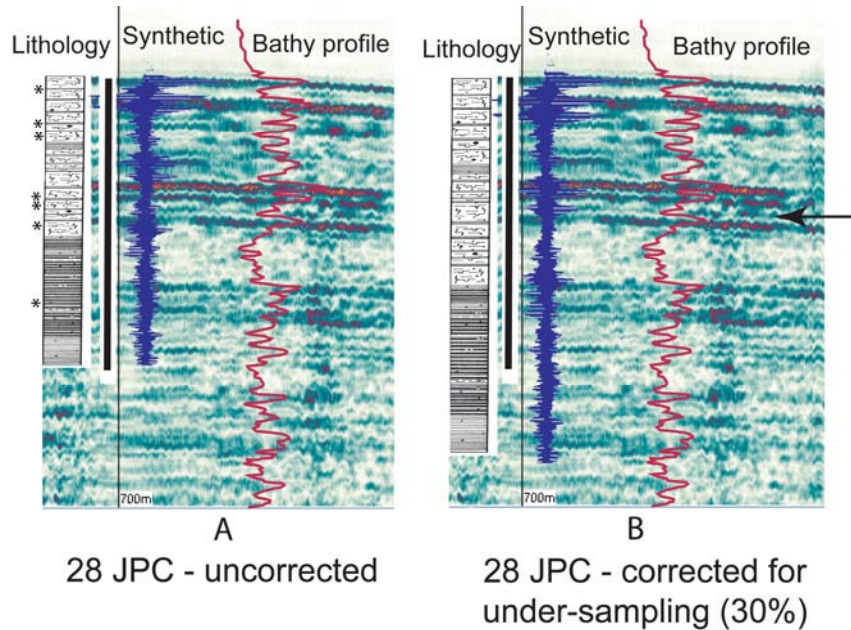 Lithology
Synthetic
Bathy profile
*
*
*
*
*
*
*
700m
A
28 JPC - uncorrected
Lithology
Synthetic
Bathy profile
700m
B
28 JPC - corrected for
under-sampling (30%)